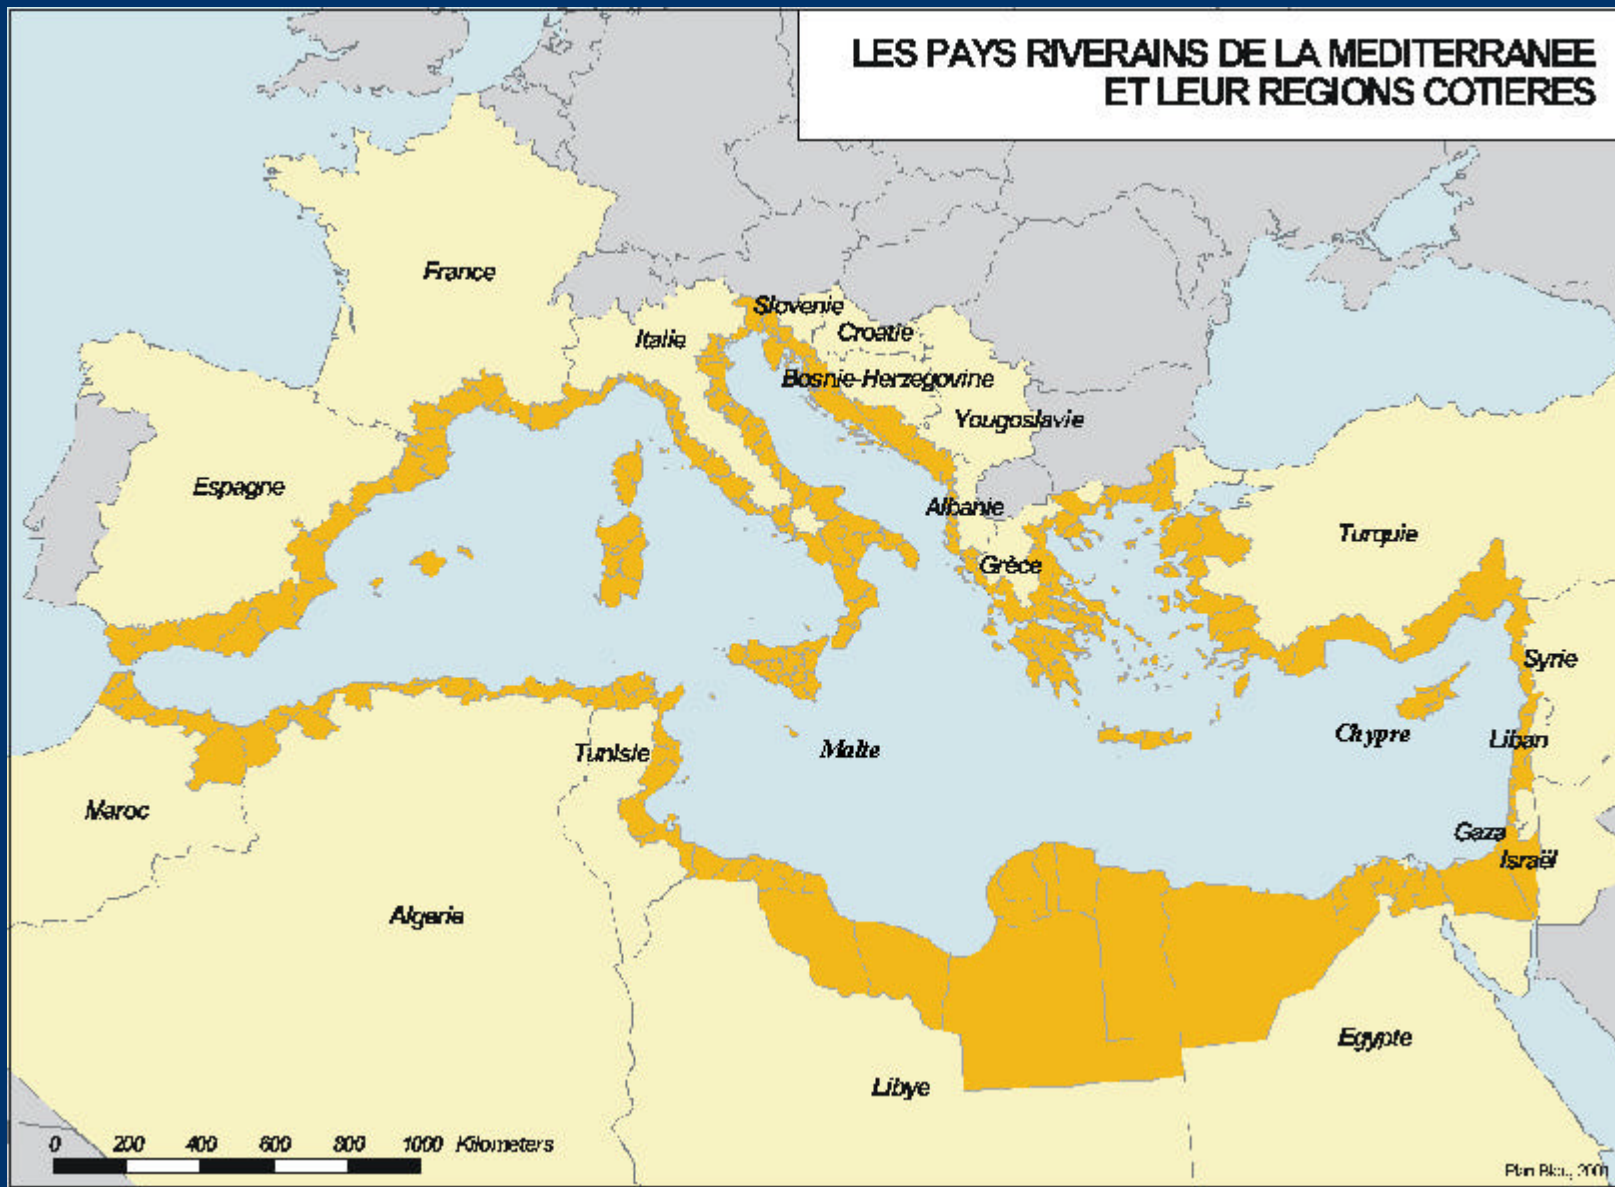 LES PAYS RIVERAINS DE LA MEDITERRANEE
ET LEUR REGIONS COTIERES
France
Slovenie
Croatie
Italie
Bosnie-Herzegovine
Yougoslavie
Espagne
Albanie
Turquie
Grèce
Syrie
Chypre
Liban
Malte
Tunisie
Maroc
Gaza
Israël
Algeria
Egypte
Libye
0 200 400 600 800 1000 Kilometers
Plan Bleu, 2001